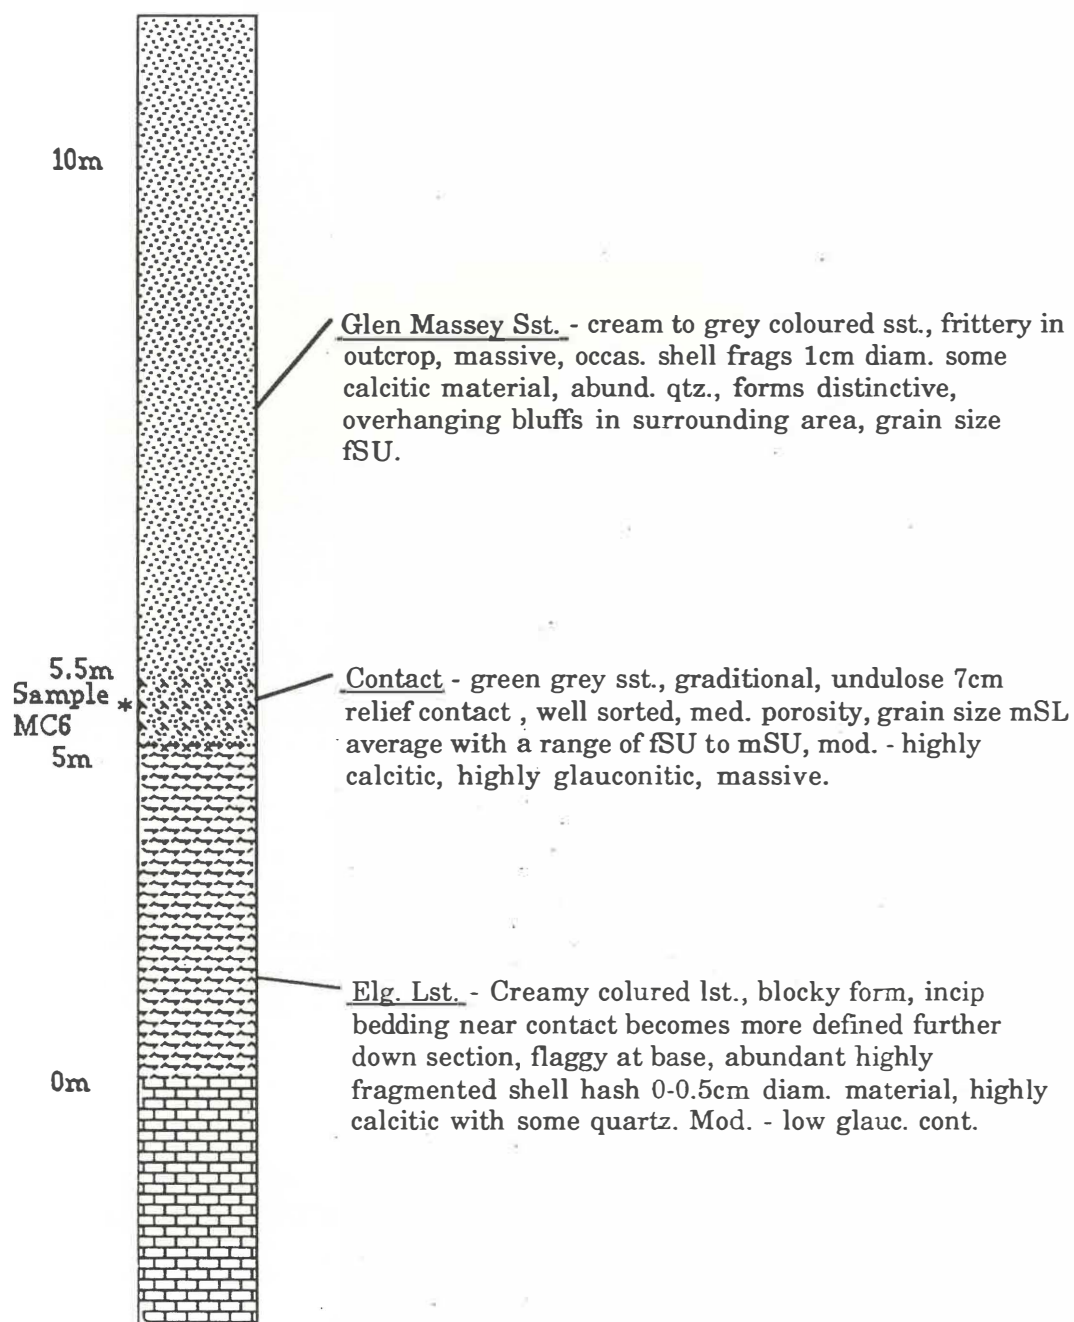 10m
Glen Massey Sst. - cream to grey coloured sst., frittery in
outcrop, massive, occas. shell frags 1cm diam. some
calcitic material, abund. qtz., forms distinctive,
overhanging bluffs in surrounding area, grain size
fSU.
5.5m
Sample *
MC6
5m
Contact - green grey sst., graditional, undulose 7cm
relief contact , well sorted, med. porosity, grain size mSL
average with a range of fSU to mSU, mod. - highly
calcitic, highly glauconitic, massive.
Elg. Lst. - Creamy colured lst., blocky form, incip
bedding near contact becomes more defined further
down section, flaggy at base, abundant highly
fragmented shell hash 0-0.5cm diam. material, highly
calcitic with some quartz. Mod. - low glauc. cont.
0m